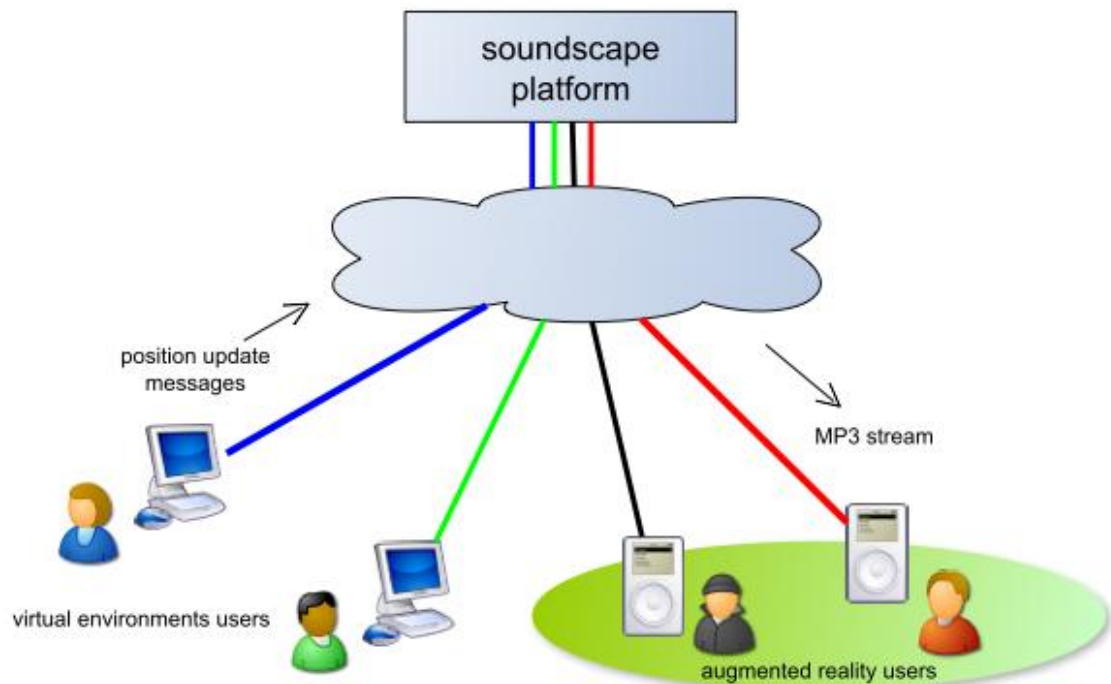 soundscape
platform
position update
messages
MP3 stream
virtual environments users
augmented reality users